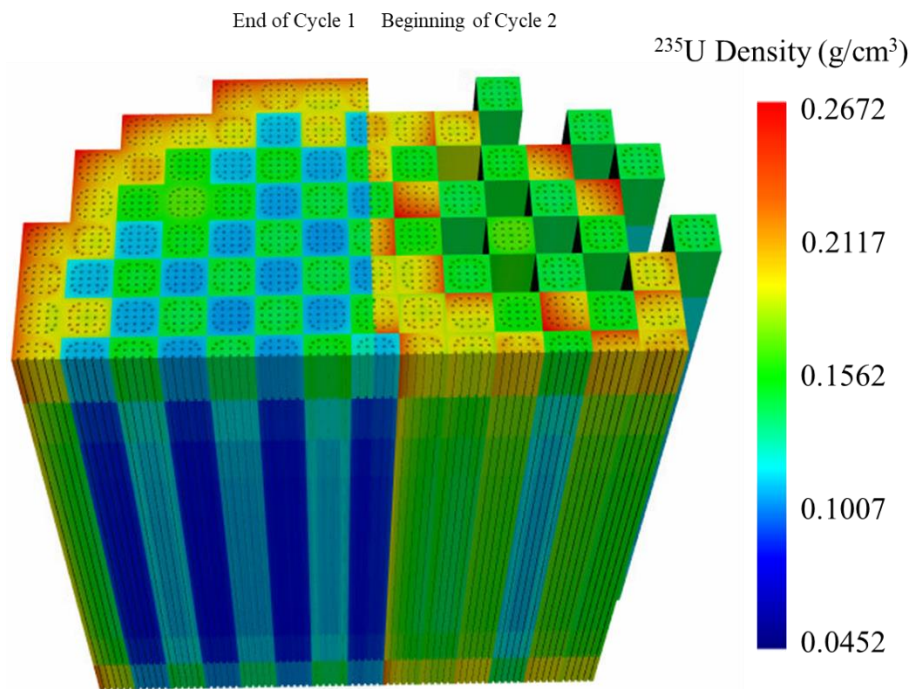 End of Cycle 1 Beginning of Cycle 2
²³⁵U Density (g/cm³)
0.2672
0.2117
0.1562
0.1007
0.0452